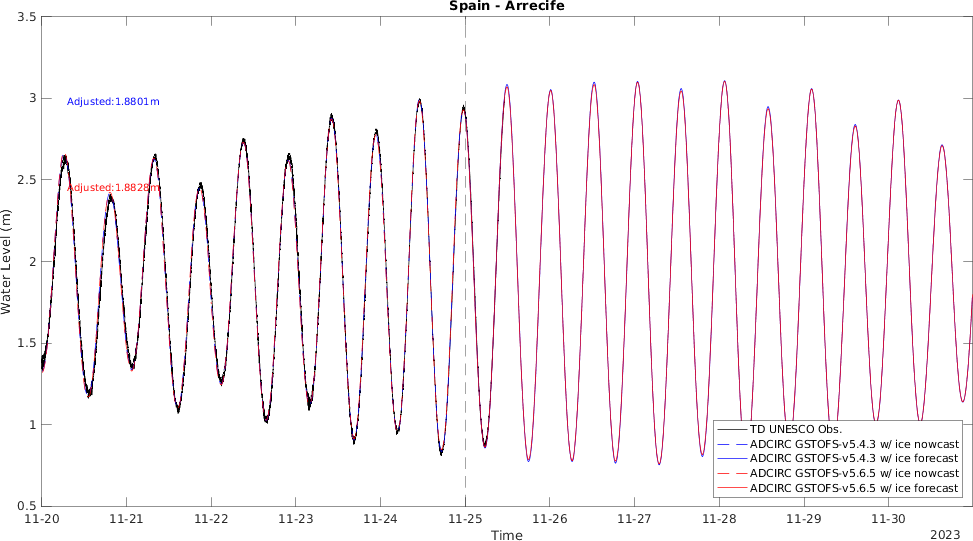 Spain - Arrecife
3.5
3
2.5
2
1.5
1
0.5
Water Level (m)
Adjusted:1.8801m
Adjusted:1.8828m
TD UNESCO Obs.
ADCIRC GSTOFS-v5.4.3 w/ ice nowcast
ADCIRC GSTOFS-v5.4.3 w/ ice forecast
ADCIRC GSTOFS-v5.6.5 w/ ice nowcast
ADCIRC GSTOFS-v5.6.5 w/ ice forecast
11-20 11-21 11-22 11-23 11-24 11-25 11-26 11-27 11-28 11-29 11-30
Time
2023